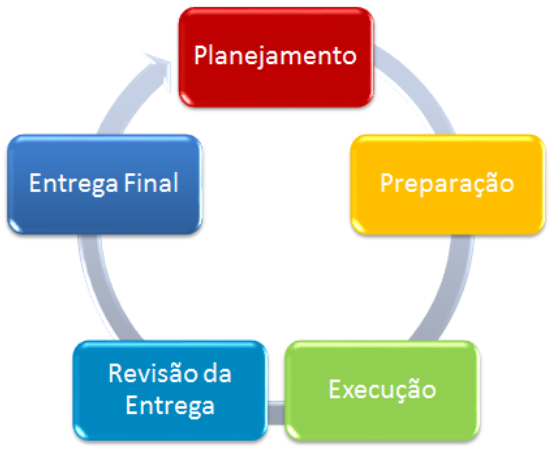 Planejamento
Preparação
Execução
Revisão da
Entrega
Entrega Final